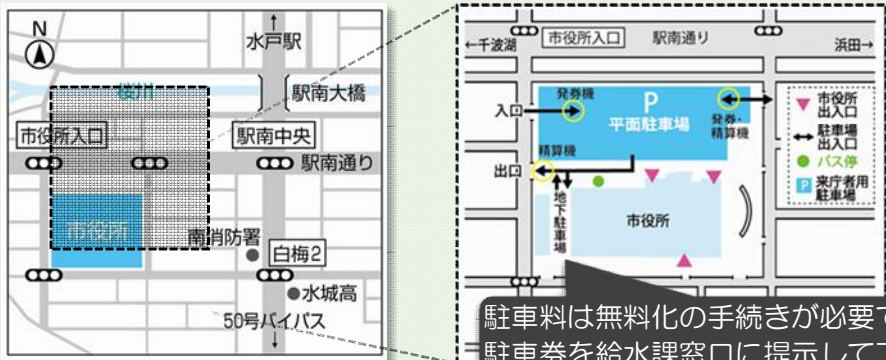 N
水戸駅
桜川
駅南大橋
市役所入口
駅南中央
駅南通り
市役所
南消防署
白梅2
水城高
50号バイパス
←千波湖
市役所入口
駅南通り
浜田→
発券機
P
平面駐車場
入口
発券・
精算機
精算機
出口
地下駐車場
市役所
市役所
出入口
駐車場
出入口
バス停
P 来庁者用
駐車場
駐車料は無料化の手続きが必要で
駐車券を給水課窓口に提示して